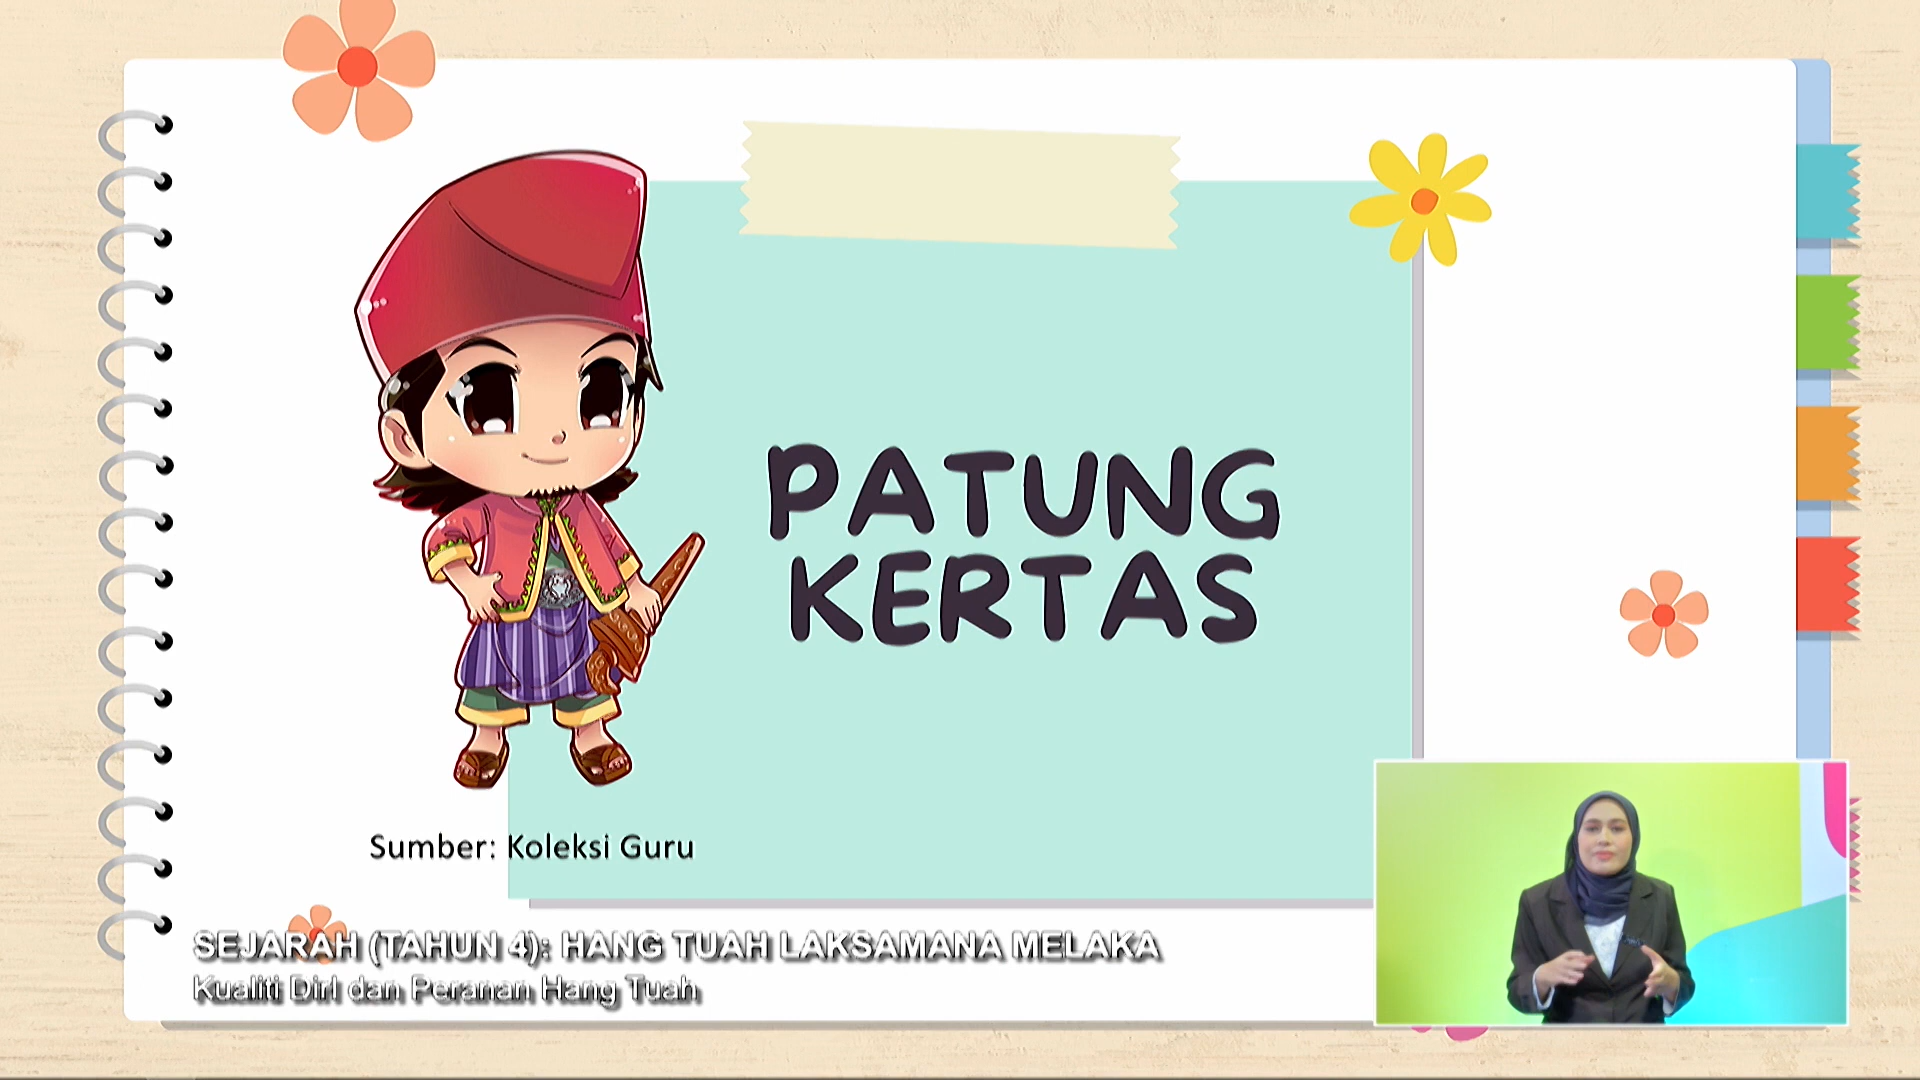 PATUNG
KERTAS
Sumber: Koleksi Guru
SEJARAH (TAHUN 4): HANG TUAH LAKSAMANA MELAKA
Kualiti Diri dan Peranan Hang Tuah